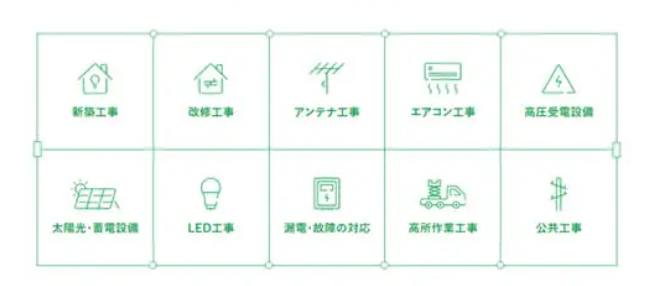 新築工事
改修工事
アンテナ工事
エアコン工事
高圧受電設備
太陽光・蓄電設備
LED工事
漏電・故障の対応
高所作業工事
公共工事